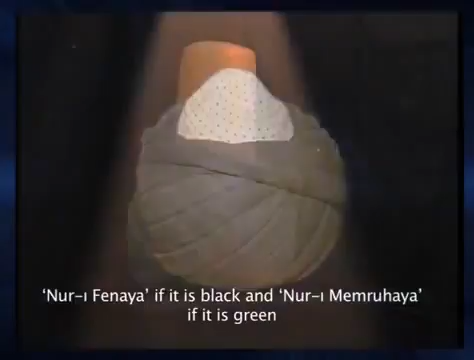 ‘Nur-ı Fenaya’ if it is black and ‘Nur-ı Memruhaya’
if it is green